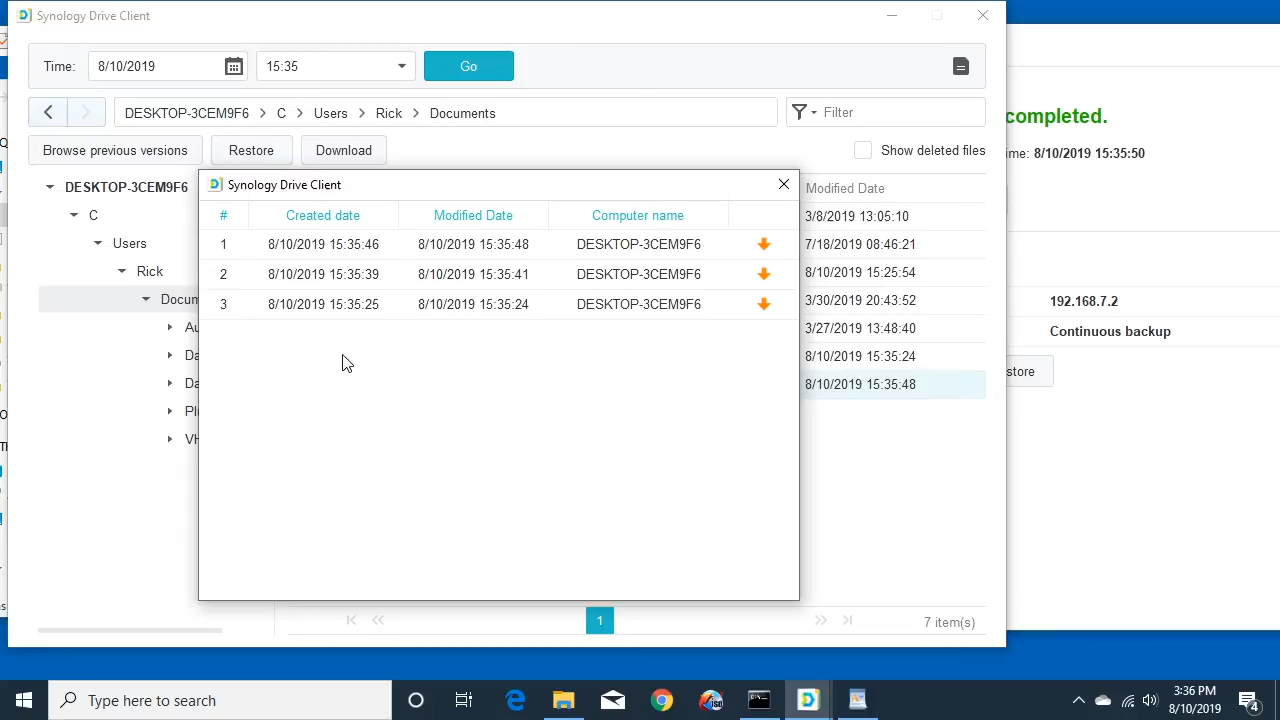 Synology Drive Client
Time: 8/10/2019 15:35 Go
DESKTOP-3CEM9F6 > C > Users > Rick > Documents Filter
Browse previous versions Restore Download Show deleted files
completed.
8/10/2019 15:35:50
DESKTOP-3CEM9F6
C
Users
Rick
Docum
Au
Da
Da
Synology Drive Client
# Created date Modified Date Computer name
1 8/10/2019 15:35:46 8/10/2019 15:35:48 DESKTOP-3CEM9F6
2 8/10/2019 15:35:39 8/10/2019 15:35:41 DESKTOP-3CEM9F6
3 8/10/2019 15:35:25 8/10/2019 15:35:24 DESKTOP-3CEM9F6
Modified Date
3/8/2019 13:05:10
7/18/2019 08:46:21
8/10/2019 15:25:54
3/30/2019 20:43:52
3/27/2019 13:48:40
8/10/2019 15:35:24
8/10/2019 15:35:48
192.168.7.2
Continuous backup
store
1
7 item(s)
Type here to search
3:36 PM
8/10/2019
4